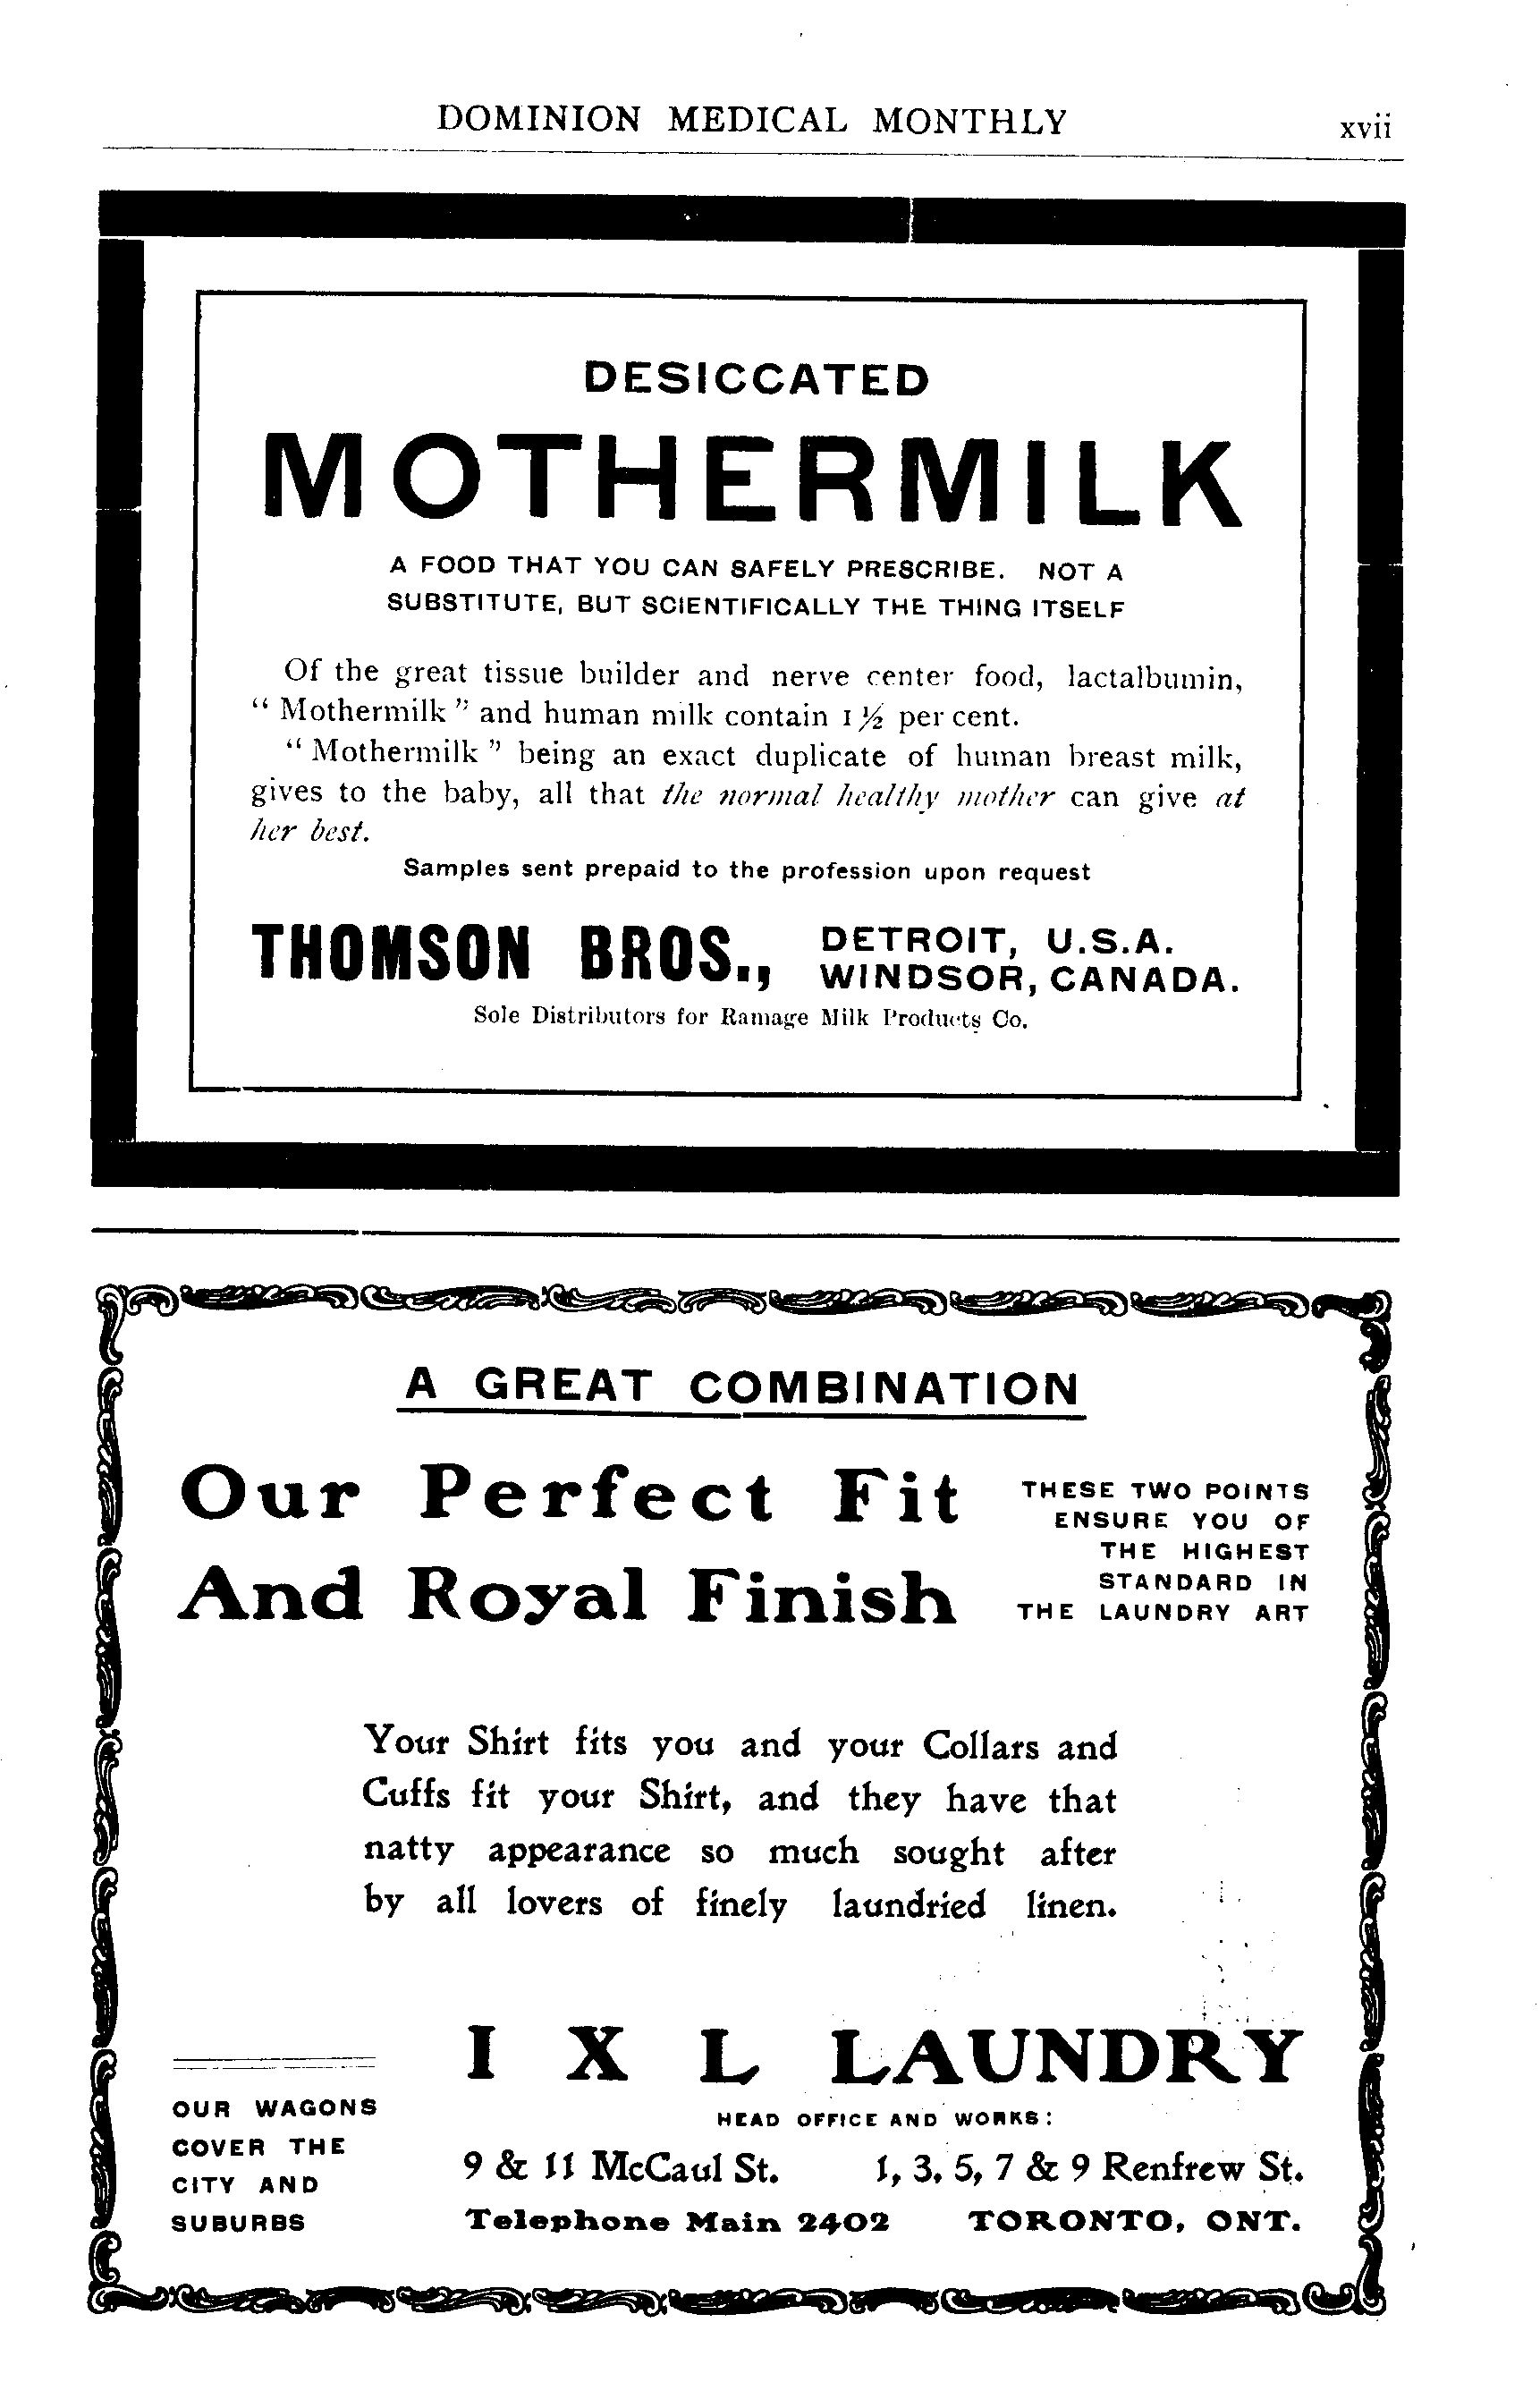 DOMINION MEDICAL MONTHLY xvii
DESICCATED
MOTHERMILK
A FOOD THAT YOU CAN SAFELY PRESCRIBE. NOT A
SUBSTITUTE, BUT SCIENTIFICALLY THE THING ITSELF
Of the great tissue builder and nerve center food, lactalbumin,
“ Mothermilk ” and human milk contain 1½ per cent.
“ Mothermilk ” being an exact duplicate of human breast milk,
gives to the baby, all that the normal healthy mother can give at
her best.
Samples sent prepaid to the profession upon request
THOMSON BROS., DETROIT, U.S.A.
WINDSOR, CANADA.
Sole Distributors for Ramage Milk Products Co.
A GREAT COMBINATION
Our Perfect Fit
And Royal Finish
THESE TWO POINTS
ENSURE YOU OF
THE HIGHEST
STANDARD IN
THE LAUNDRY ART
Your Shirt fits you and your Collars and
Cuffs fit your Shirt, and they have that
natty appearance so much sought after
by all lovers of finely laundried linen.
I X L LAUNDRY
OUR WAGONS
COVER THE
CITY AND
SUBURBS
HEAD OFFICE AND WORKS:
9 & 11 McCaul St. 1, 3, 5, 7 & 9 Renfrew St.
Telephone Main 2402 TORONTO, ONT.